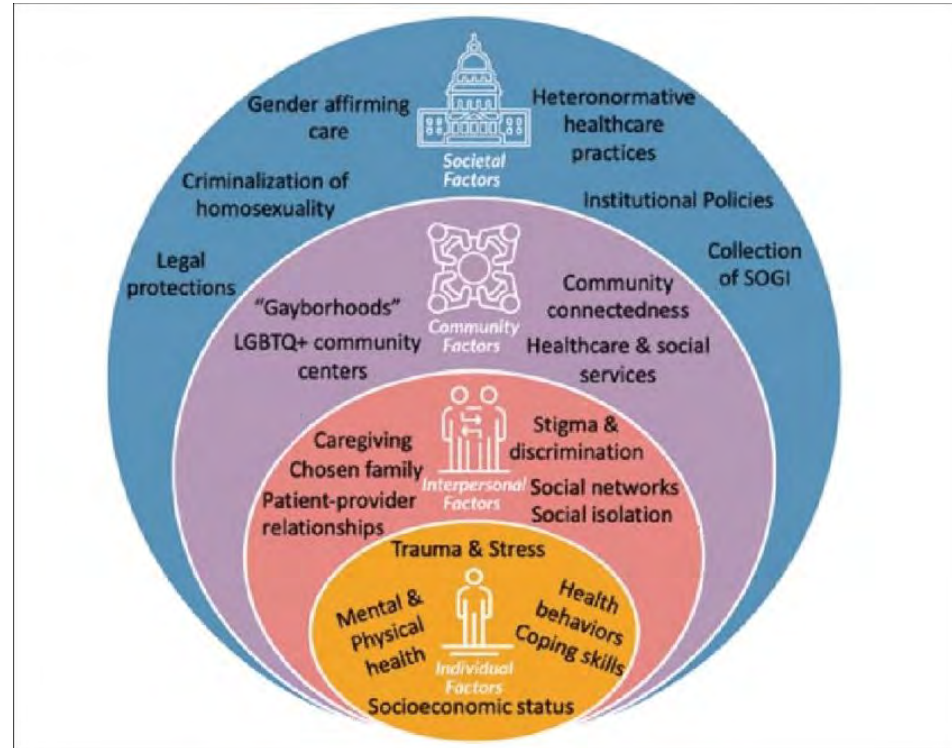 Gender affirming
care
Heteronormative
healthcare
practices
Societal
Factors
Criminalization of
homosexuality
Institutional Policies
Legal
protections
Collection
of SOGI
"Gayborhoods"
LGBTQ+ community
centers
Community
Factors
Community
connectedness
Healthcare & social
services
Caregiving
Chosen family
Patient-provider
relationships
Interpersonal
Factors
Stigma &
discrimination
Social networks
Social isolation
Trauma & Stress
Mental &
Physical
health
Health
behaviors
Coping skills
Individual
Factors
Socioeconomic status